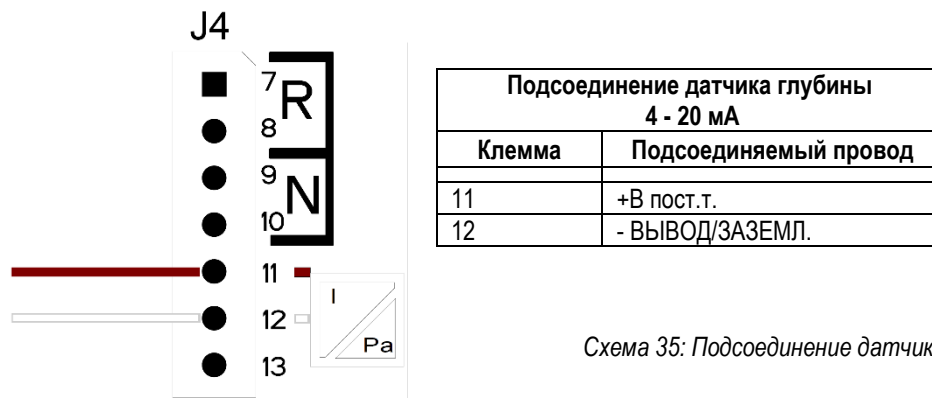 J4
7
R
8
9
N
10
11
12
13
I
Pa
Подсоединение датчика глубины
4 - 20 мА
Клемма Подсоединяемый провод
11 +В пост.т.
12 - ВЫВОД/ЗАЗЕМЛ.
Схема 35: Подсоединение датчик